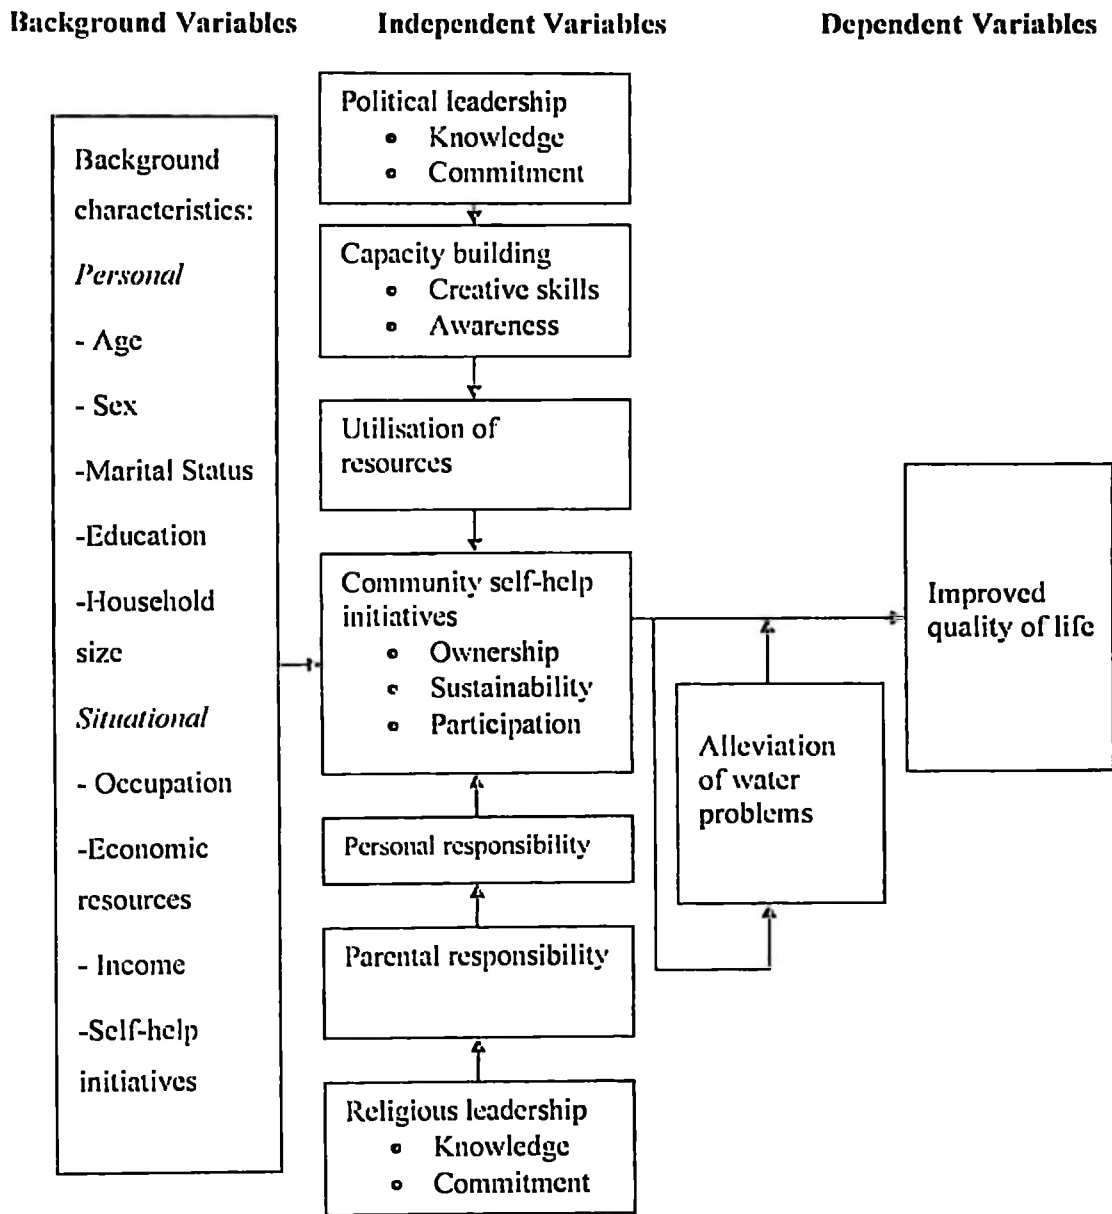 Background Variables
Independent Variables
Dependent Variables
Background
characteristics:
Personal
- Age
- Sex
-Marital Status
-Education
-Household
size
Situational
- Occupation
-Economic
resources
- Income
-Self-help
initiatives
Political leadership
• Knowledge
• Commitment
Capacity building
• Creative skills
• Awareness
Utilisation of
resources
Community self-help
initiatives
• Ownership
• Sustainability
• Participation
Personal responsibility
Parental responsibility
Religious leadership
• Knowledge
• Commitment
Alleviation
of water
problems
Improved
quality of life